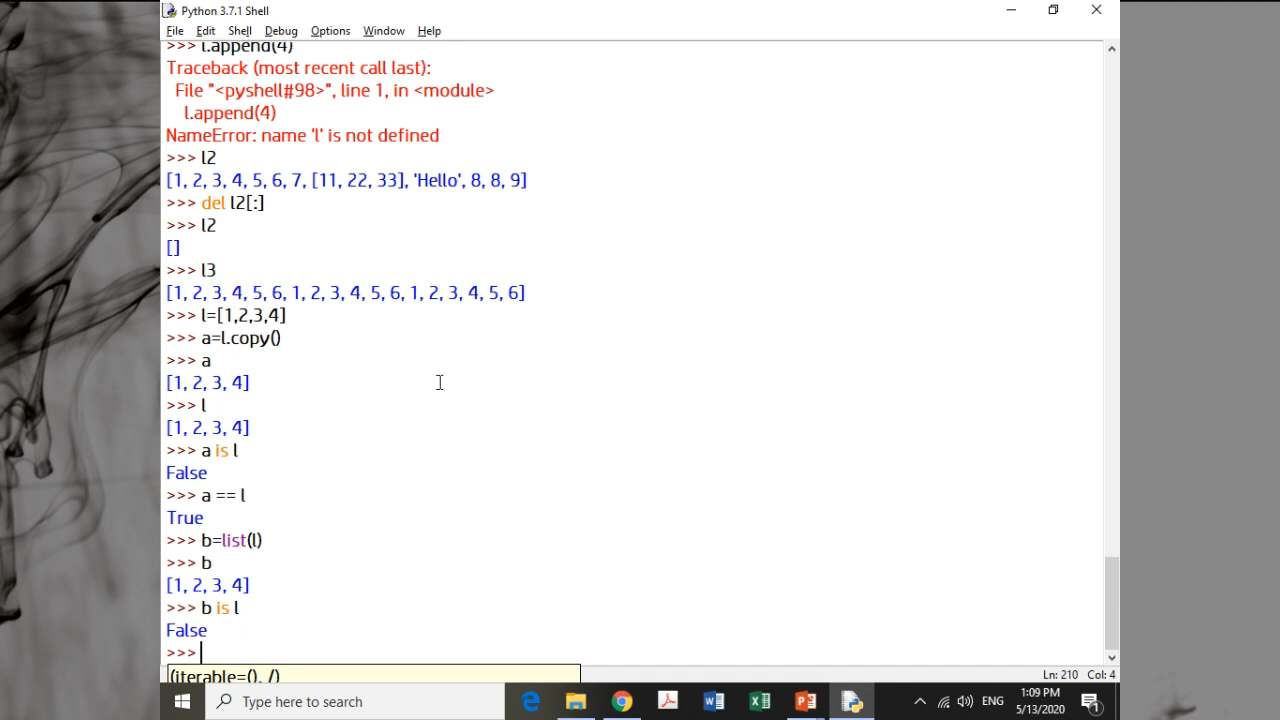 Python 3.7.1 Shell
File Edit Shell Debug Options Window Help
>>> l.append(4)
Traceback (most recent call last):
File "<pyshell#98>", line 1, in <module>
l.append(4)
NameError: name 'l' is not defined
>>> l2
[1, 2, 3, 4, 5, 6, 7, [11, 22, 33], 'Hello', 8, 8, 9]
>>> del l2[:]
>>> l2
[]
>>> l3
[1, 2, 3, 4, 5, 6, 1, 2, 3, 4, 5, 6, 1, 2, 3, 4, 5, 6]
>>> l=[1,2,3,4]
>>> a=l.copy()
>>> a
[1, 2, 3, 4]
>>> l
[1, 2, 3, 4]
>>> a is l
False
>>> a == l
True
>>> b=list(l)
>>> b
[1, 2, 3, 4]
>>> b is l
False
>>>
(iterable=(), /)
Ln: 210 Col: 4
Type here to search
ENG
1:09 PM
5/13/2020
1